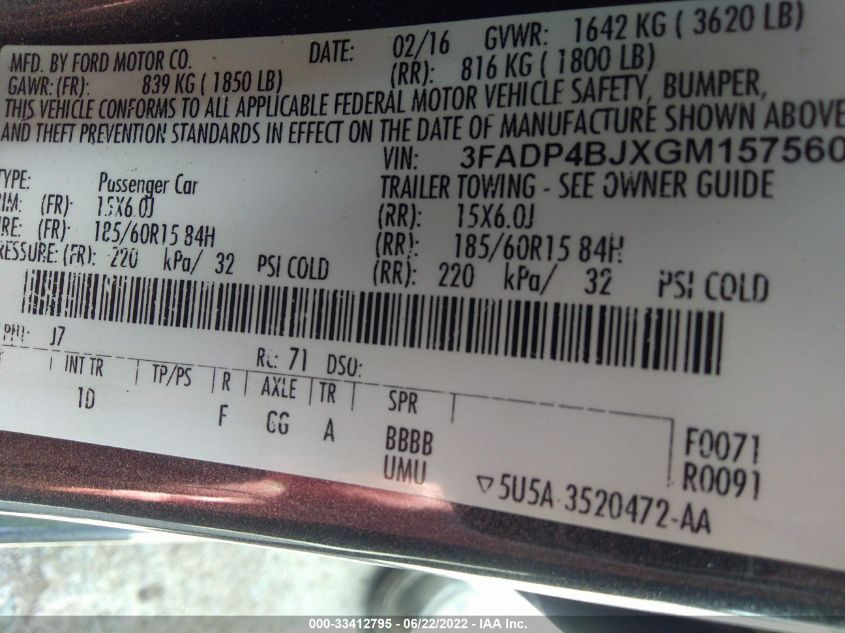 MFD. BY FORD MOTOR CO.
DATE: 02/16 GVWR: 1642 KG ( 3620 LB)
GAWR: (FR): 839 KG ( 1850 LB) (RR): 816 KG ( 1800 LB)
THIS VEHICLE CONFORMS TO ALL APPLICABLE FEDERAL MOTOR VEHICLE SAFETY, BUMPER,
AND THEFT PREVENTION STANDARDS IN EFFECT ON THE DATE OF MANUFACTURE SHOWN ABOVE
VIN: 3FADP4BJXGM157560
TYPE: Passenger Car TRAILER TOWING - SEE OWNER GUIDE
IM: (FR): 15X6.0J (RR): 15X6.0J
RE: (FR): 185/60R15 84H (RR): 185/60R15 84H
RESSURE: (FR): 220 kPa/ 32 PSI COLD (RR): 220 kPa/ 32 PSI COLD
PNT: J7
RC: 71 DSO:
INT TR TP/PS R AXLE TR SPR
1D F CG A BBBB
UMU
F0071
R0091
▽ 5U5A-3520472-AA
000-33412795 - 06/22/2022 - IAA Inc.